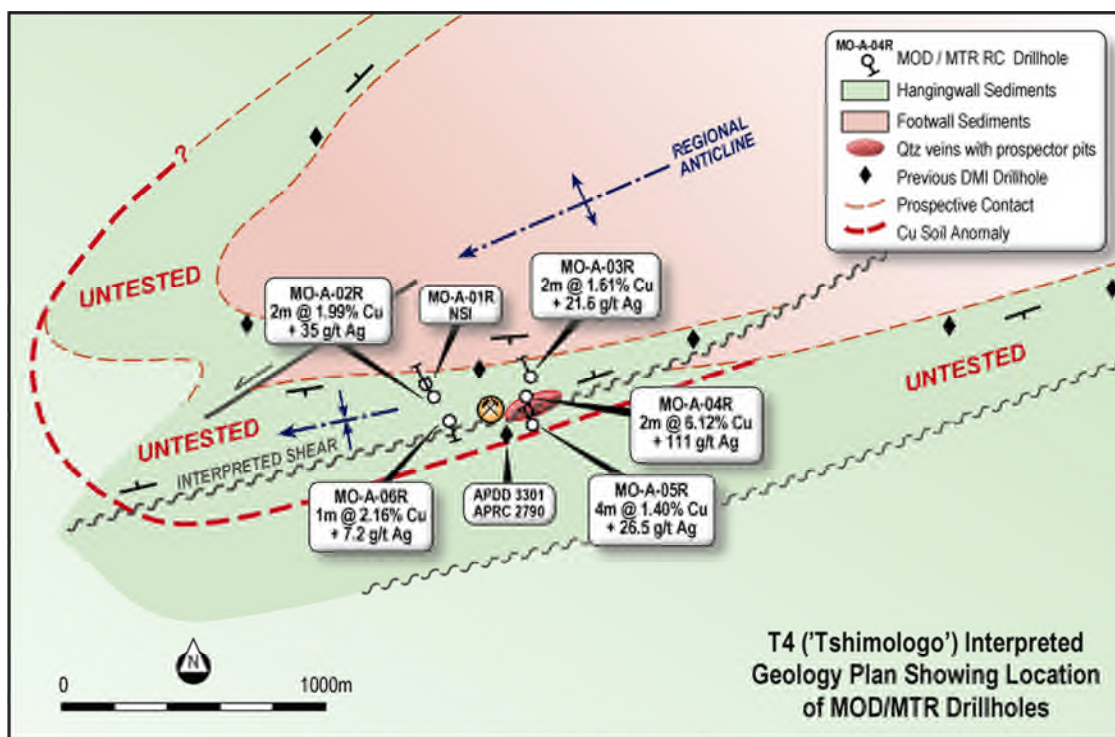 MO-A-04R
MOD / MTR RC Drillhole
Hangingwall Sediments
Footwall Sediments
Qtz veins with prospector pits
Previous DMI Drillhole
Prospective Contact
Cu Soil Anomaly
?
REGIONAL
ANTICLINE
UNTESTED
MO-A-02R
2m @ 1.99% Cu
+ 35 g/t Ag
MO-A-01R
NSI
MO-A-03R
2m @ 1.61% Cu
+ 21.6 g/t Ag
UNTESTED
UNTESTED
INTERPRETED SHEAR
MO-A-04R
2m @ 6.12% Cu
+ 111 g/t Ag
MO-A-06R
1m @ 2.16% Cu
+ 7.2 g/t Ag
APDD 3301
APRC 2790
MO-A-05R
4m @ 1.40% Cu
+ 26.5 g/t Ag
N
0 1000m
T4 ('Tshimologo') Interpreted
Geology Plan Showing Location
of MOD/MTR Drillholes